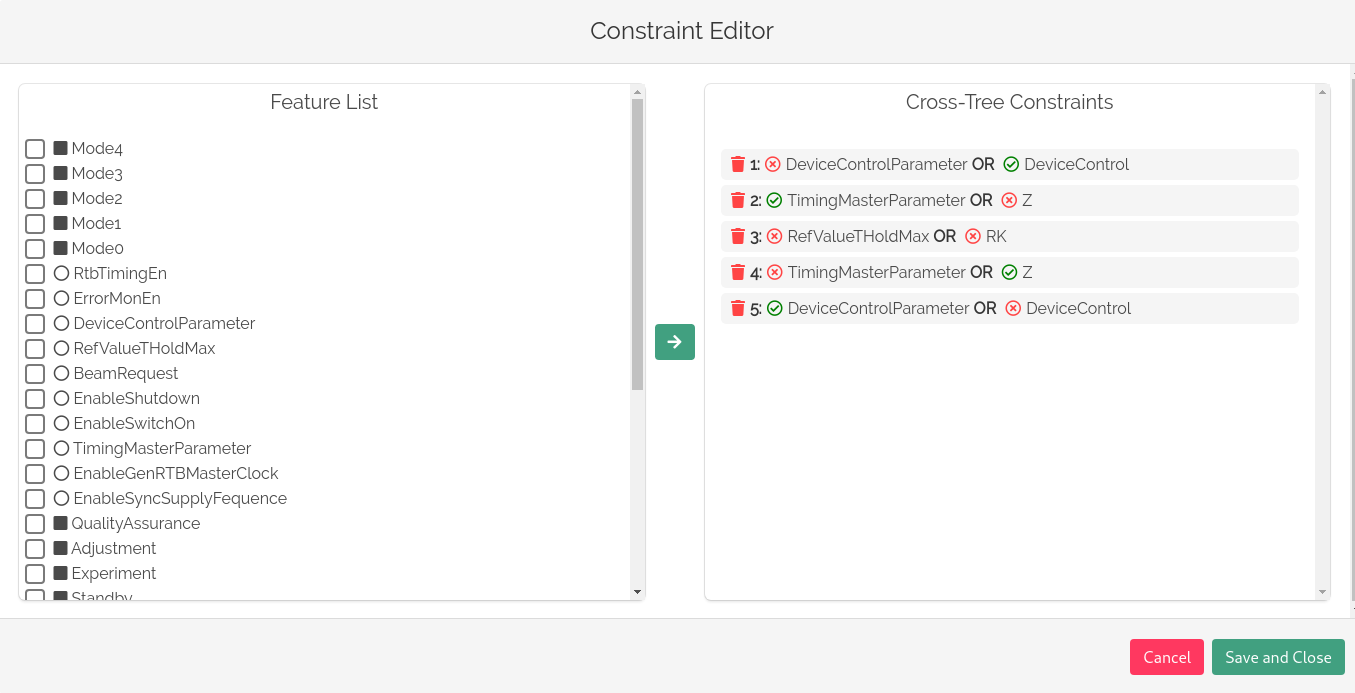 Constraint Editor
Feature List
Mode4
Mode3
Mode2
Mode1
Mode0
RtbTimingEn
ErrorMonEn
DeviceControlParameter
RefValueTHoldMax
BeamRequest
EnableShutdown
EnableSwitchOn
TimingMasterParameter
EnableGenRTBMasterClock
EnableSyncSupplyFequence
QualityAssurance
Adjustment
Experiment
Standby
Cross-Tree Constraints
1: DeviceControlParameter OR DeviceControl
2: TimingMasterParameter OR Z
3: RefValueTHoldMax OR RK
4: TimingMasterParameter OR Z
5: DeviceControlParameter OR DeviceControl
Cancel
Save and Close